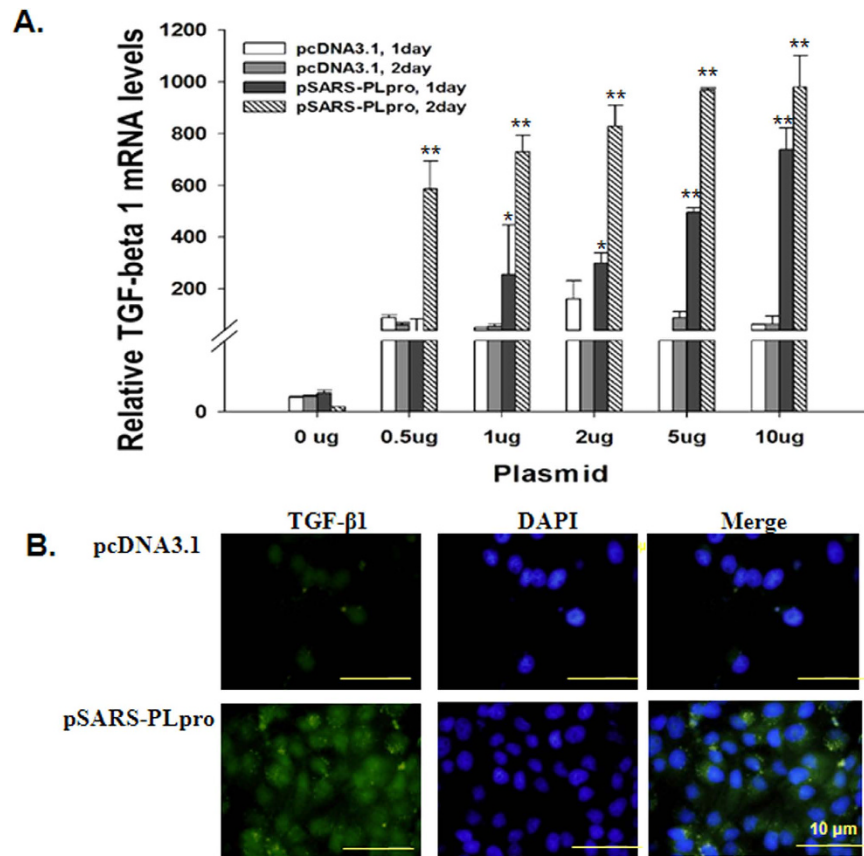 A.
Relative TGF-beta 1 mRNA levels
1200
1000
800
600
400
200
0
pcDNA3.1, 1day
pcDNA3.1, 2day
pSARS-PLpro, 1day
pSARS-PLpro, 2day
**
*
**
*
**
**
**
**
**
0 ug
0.5ug
1ug
2ug
5ug
10ug
Plasmid
B.
TGF-β1
DAPI
Merge
pcDNA3.1
pSARS-PLpro
10 μm